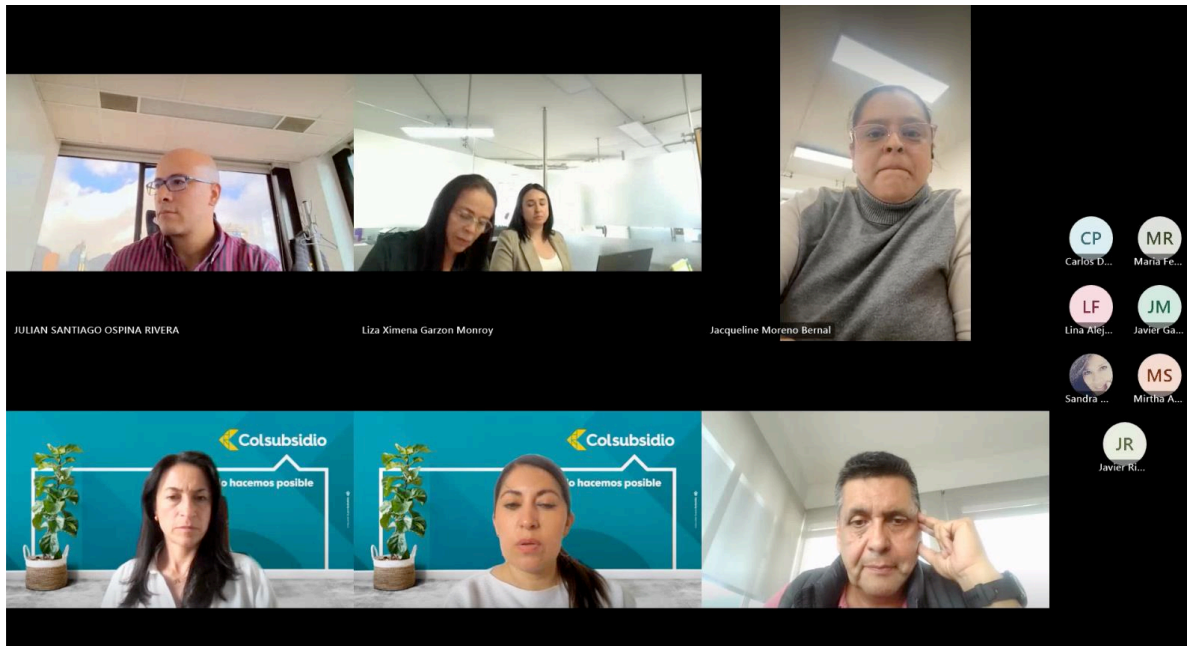 JULIAN SANTIAGO OSPINA RIVERA
Liza Ximena Garzon Monroy
Jacqueline Moreno Bernal
CP
Carlos D...
MR
María Fe...
LF
Lina Alej...
JM
Javier Ga...
Sandra ...
MS
Mirtha A...
JR
Javier Ri...
Colsubsidio
o hacemos posible
Colsubsidio
o hacemos posible